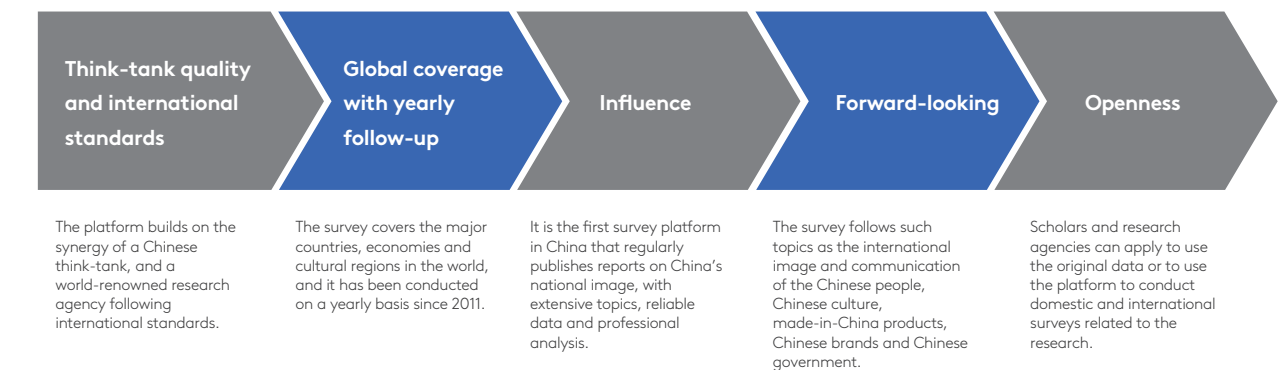 Think-tank quality
and international
standards
Global coverage
with yearly
follow-up
Influence
Forward-looking
Openness
The platform builds on the
synergy of a Chinese
think-tank, and a
world-renowned research
agency following
international standards.
The survey covers the major
countries, economies and
cultural regions in the world,
and it has been conducted
on a yearly basis since 2011.
It is the first survey platform
in China that regularly
publishes reports on China's
national image, with
extensive topics, reliable
data and professional
analysis.
The survey follows such
topics as the international
image and communication
of the Chinese people,
Chinese culture,
made-in-China products,
Chinese brands and Chinese
government.
Scholars and research
agencies can apply to use
the original data or to use
the platform to conduct
domestic and international
surveys related to the
research.